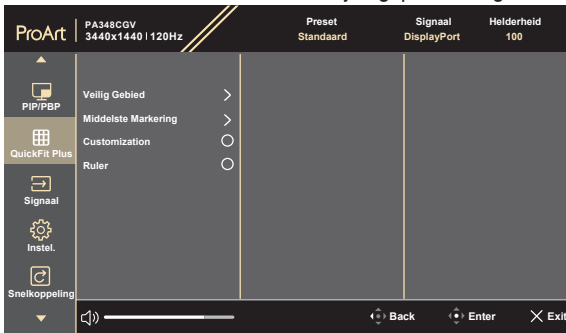 ProArt
PA348CGV
3440x1440 | 120Hz
Preset
Standaard
Signaal
DisplayPort
Helderheid
100
PIP/PBP
QuickFit Plus
Signaal
Instel.
Snelkoppeling
Veilig Gebied
Middelste Markering
Customization
Ruler
Back
Enter
Exit